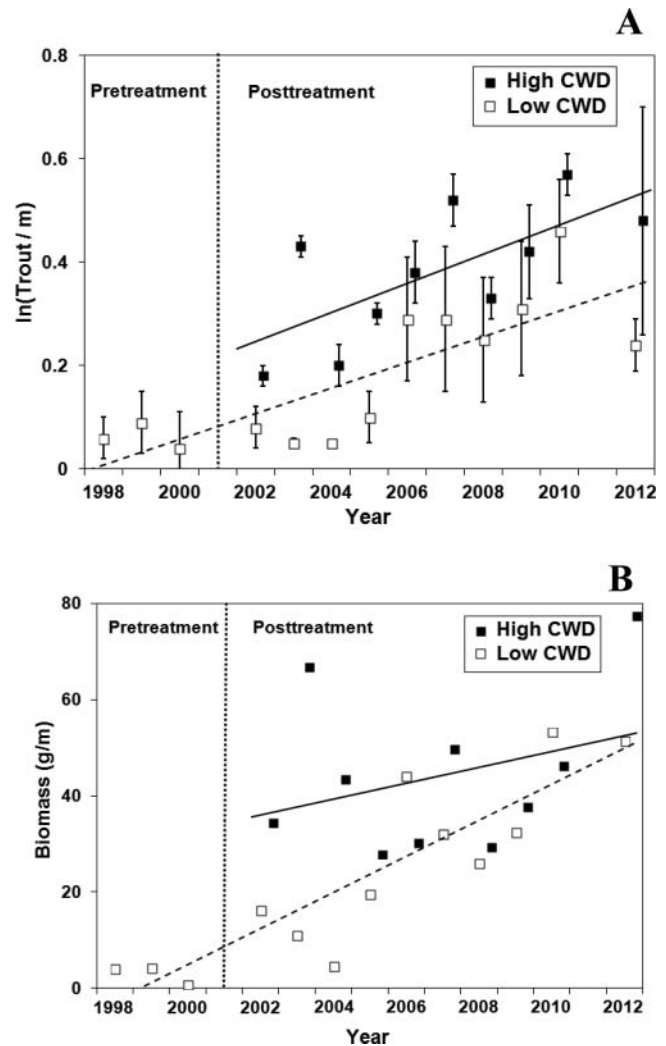 A
0.8
Pretreatment
Posttreatment
High CWD
Low CWD
0.6
0.4
0.2
0
ln(Trout / m)
1998 2000 2002 2004 2006 2008 2010 2012
Year
B
80
Pretreatment
Posttreatment
High CWD
Low CWD
60
40
20
0
Biomass (g/m)
1998 2000 2002 2004 2006 2008 2010 2012
Year